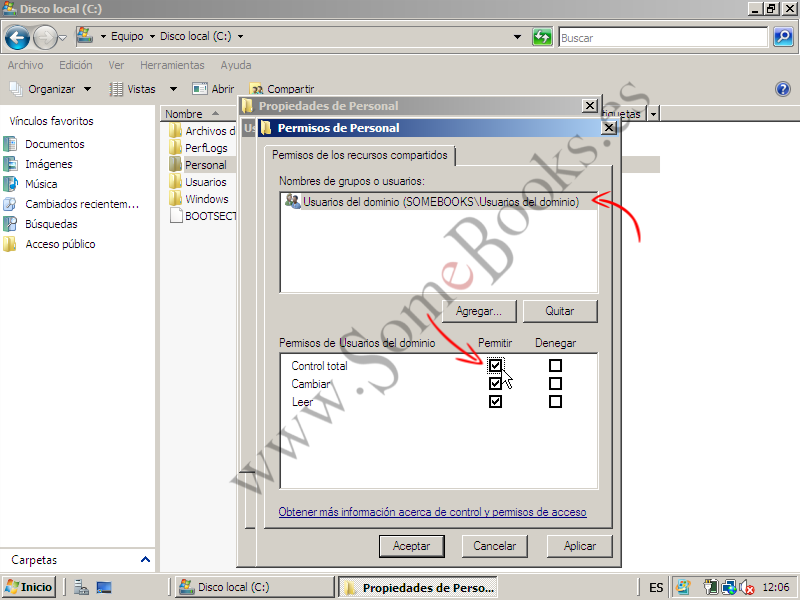 Disco local (C:)
Equipo
Disco local (C:)
Buscar
Archivo Edición Ver Herramientas Ayuda
Organizar Vistas Abrir Compartir
Vínculos favoritos
Documentos
Imágenes
Música
Cambiados recientem...
Búsquedas
Acceso público
Carpetas
Nombre
Archivos d
PerfLogs
Personal
Usuarios
Windows
BOOTSECT
Propiedades de Personal
Permisos de Personal
Permisos de los recursos compartidos
Nombres de grupos o usuarios:
Usuarios del dominio (SOMEBOOKS\Usuarios del dominio)
Agregar... Quitar
Permisos de Usuarios del dominio Permitir Denegar
Control total
Cambiar
Leer
Obtener más información acerca de control y permisos de acceso
Aceptar Cancelar Aplicar
www.SomeBooks.es
Inicio
Disco local (C:)
Propiedades de Perso...
ES
12:06